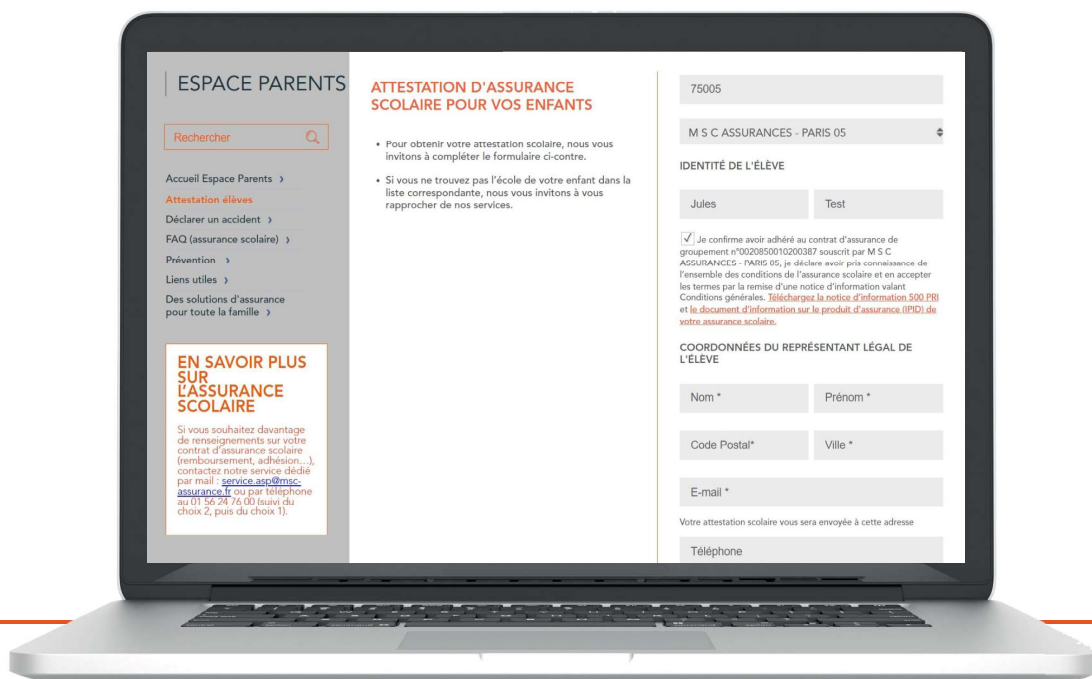 ESPACE PARENTS
Rechercher
Accueil Espace Parents ›
Attestation élèves
Déclarer un accident ›
FAQ (assurance scolaire) ›
Prévention ›
Liens utiles ›
Des solutions d'assurance
pour toute la famille ›
EN SAVOIR PLUS
SUR
L'ASSURANCE
SCOLAIRE
Si vous souhaitez davantage
de renseignements sur votre
contrat d'assurance scolaire
(remboursement, adhésion...),
contactez notre service dédié
par mail : service.asp@msc-
assurance.fr ou par téléphone
au 01 56 24 76 00 (suivi du
choix 2, puis du choix 1).
ATTESTATION D'ASSURANCE
SCOLAIRE POUR VOS ENFANTS
• Pour obtenir votre attestation scolaire, nous vous
invitons à compléter le formulaire ci-contre.
• Si vous ne trouvez pas l'école de votre enfant dans la
liste correspondante, nous vous invitons à vous
rapprocher de nos services.
75005
M S C ASSURANCES - PARIS 05
IDENTITÉ DE L'ÉLÈVE
Jules Test
Je confirme avoir adhéré au contrat d'assurance de
groupement n°0020850010200387 souscrit par M S C
ASSURANCES - PARIS 05, je déclare avoir pris connaissance de
l'ensemble des conditions de l'assurance scolaire et en accepter
les termes par la remise d'une notice d'information valant
Conditions générales. Téléchargez la notice d'information 500 PRI
et le document d'information sur le produit d'assurance (IPID) de
votre assurance scolaire.
COORDONNÉES DU REPRÉSENTANT LÉGAL DE
L'ÉLÈVE
Nom * Prénom *
Code Postal* Ville *
E-mail *
Votre attestation scolaire vous sera envoyée à cette adresse
Téléphone